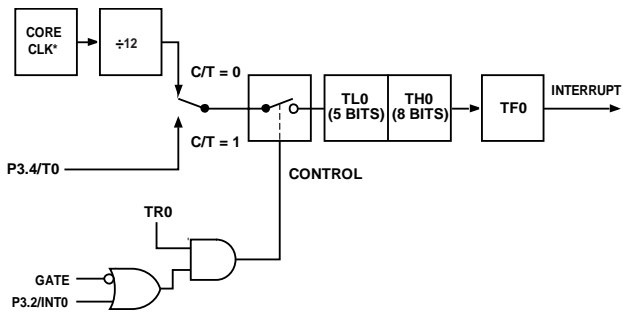 CORE
CLK*
÷12
C/T = 0
C/T = 1
P3.4/T0
TL0
(5 BITS)
TH0
(8 BITS)
TF0
INTERRUPT
CONTROL
TR0
GATE
P3.2/INT0